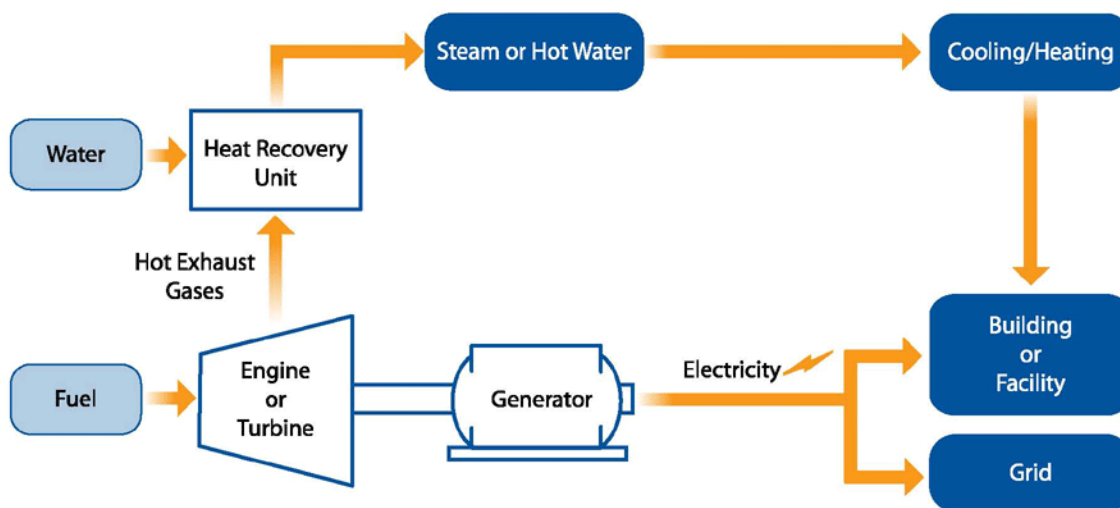 Steam or Hot Water
Cooling/Heating
Water
Heat Recovery
Unit
Hot Exhaust
Gases
Building
or
Facility
Electricity
Engine
or
Turbine
Generator
Fuel
Grid